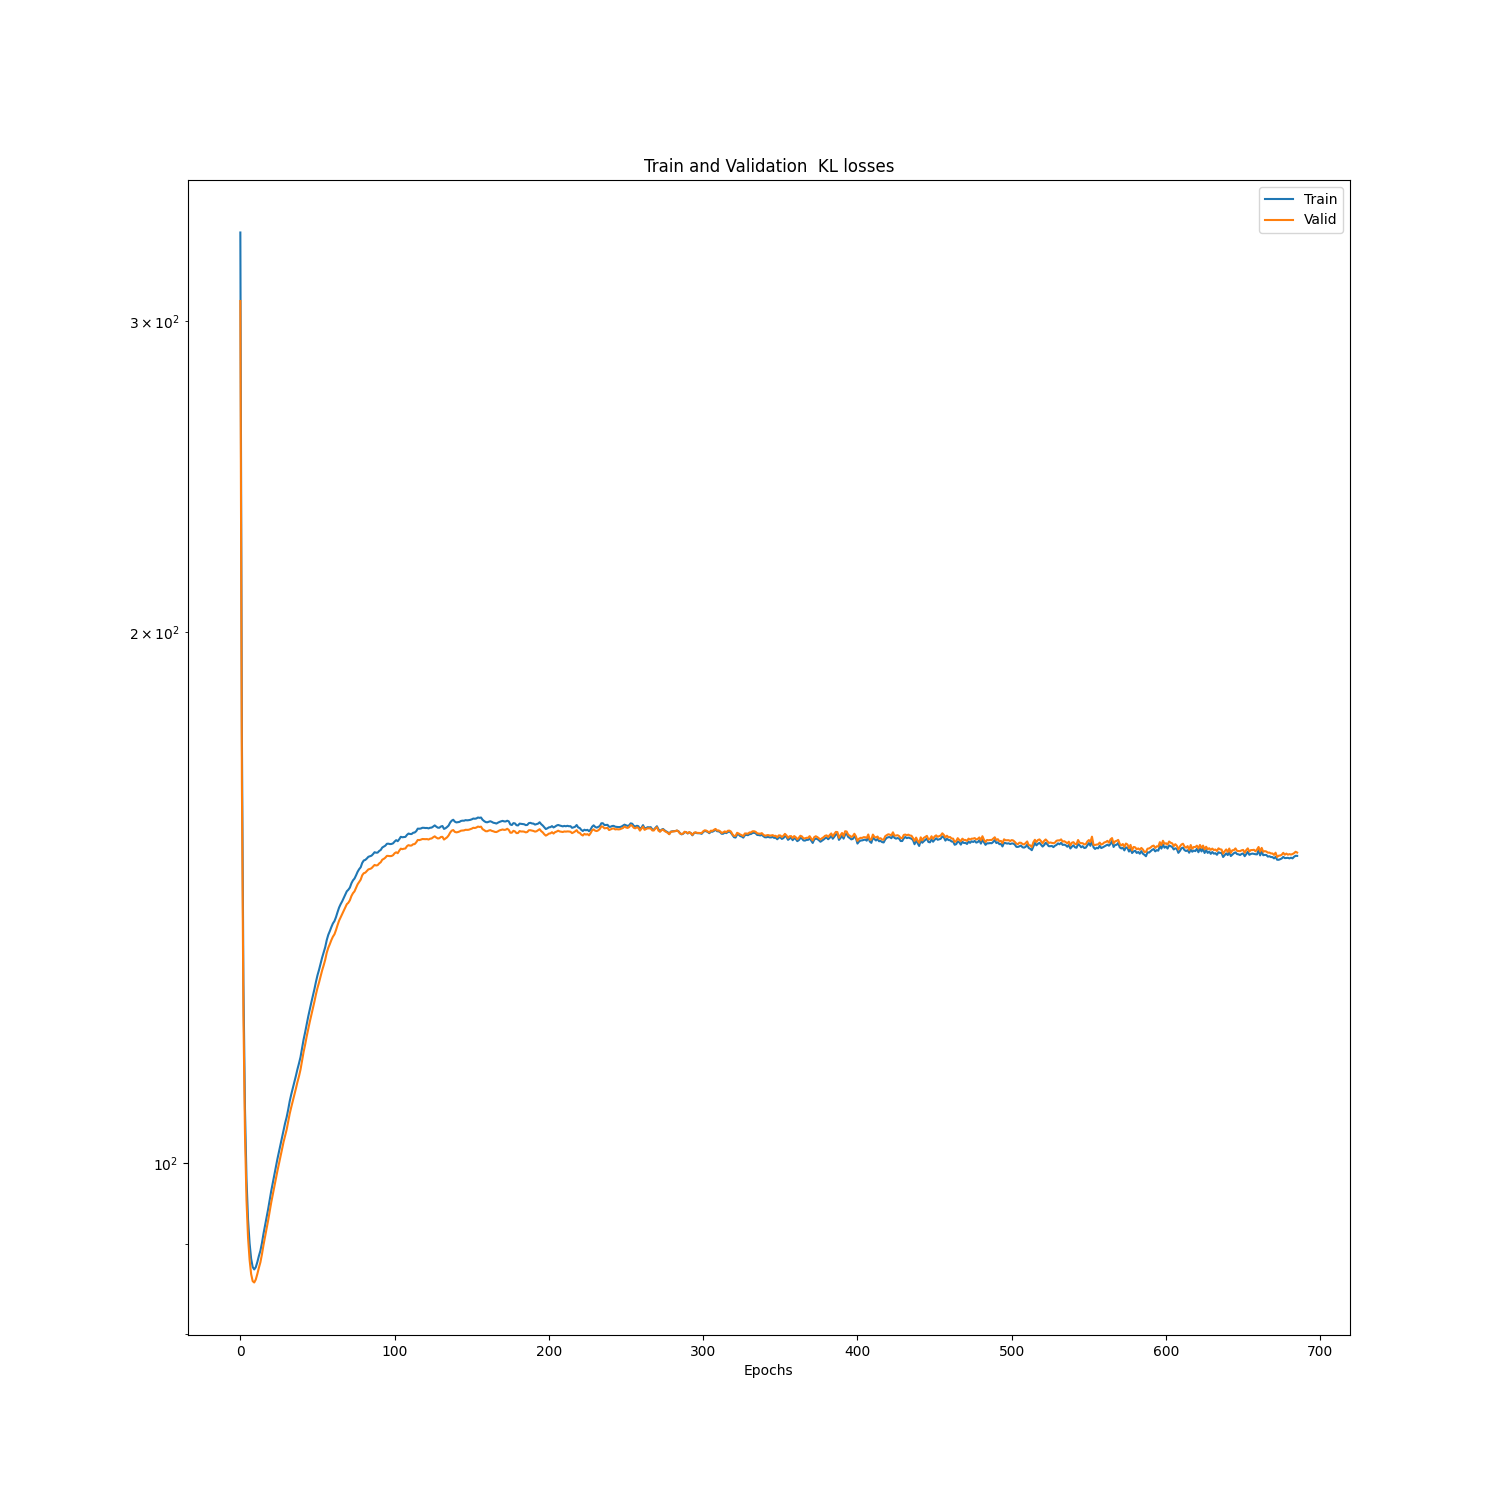 Train and Validation  KL losses
Train
Valid
3 × 10²
2 × 10²
10²
0 100 200 300 400 500 600 700
Epochs